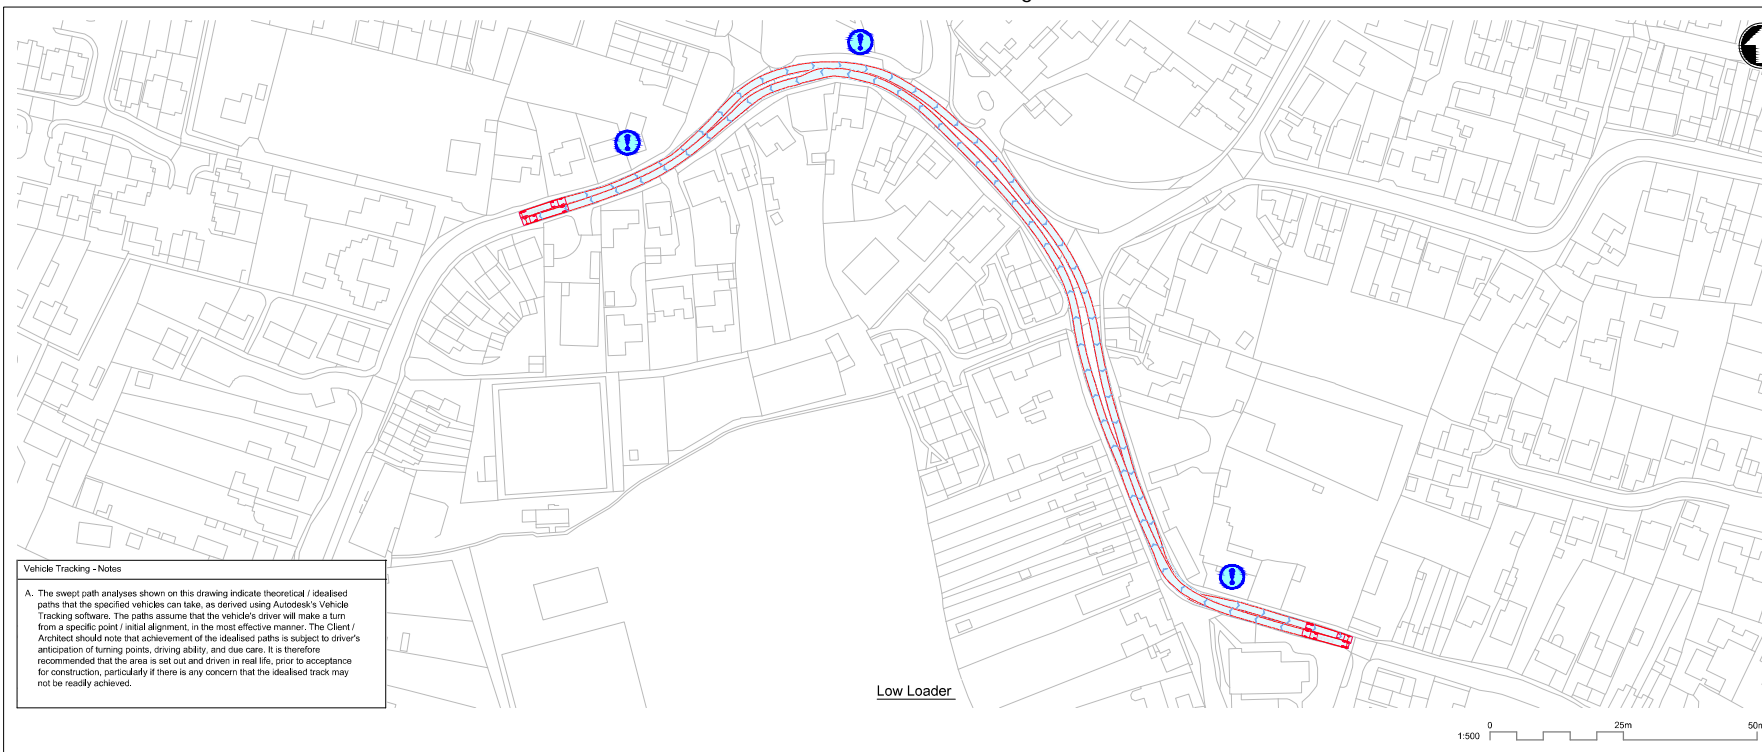 Vehicle Tracking - Notes
A. The swept path analyses shown on this drawing indicate theoretical / idealised
paths that the specified vehicles can take, as derived using Autodesk's Vehicle
Tracking software. The paths assume that the vehicle's driver will make a turn
from a specific point / initial alignment, in the most effective manner. The Client /
Architect should note that achievement of the idealised paths is subject to driver's
anticipation of turning points, driving ability, and due care. It is therefore
recommended that the area is set out and driven in real life, prior to acceptance
for construction, particularly if there is any concern that the idealised track may
not be readily achieved.
Low Loader
1:500 0 25m 50m